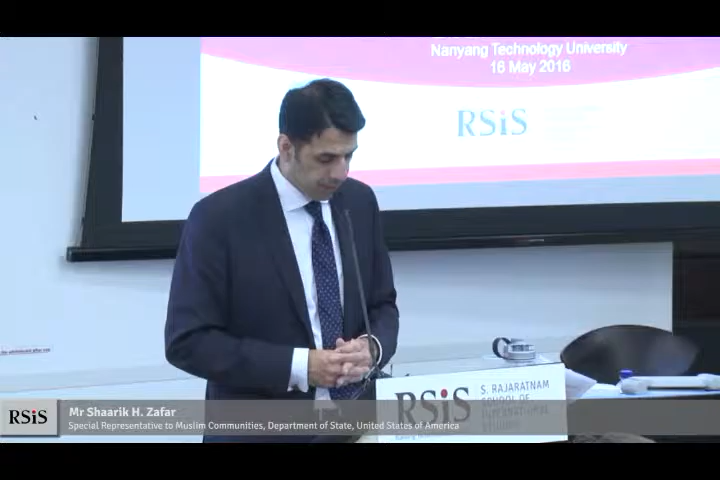 Nanyang Technology University
16 May 2016
RSiS
RSiS
S. RAJARATNAM
SCHOOL OF
INTERNATIONAL
STUDIES
RSiS
Mr Shaarik H. Zafar
Special Representative to Muslim Communities, Department of State, United States of America